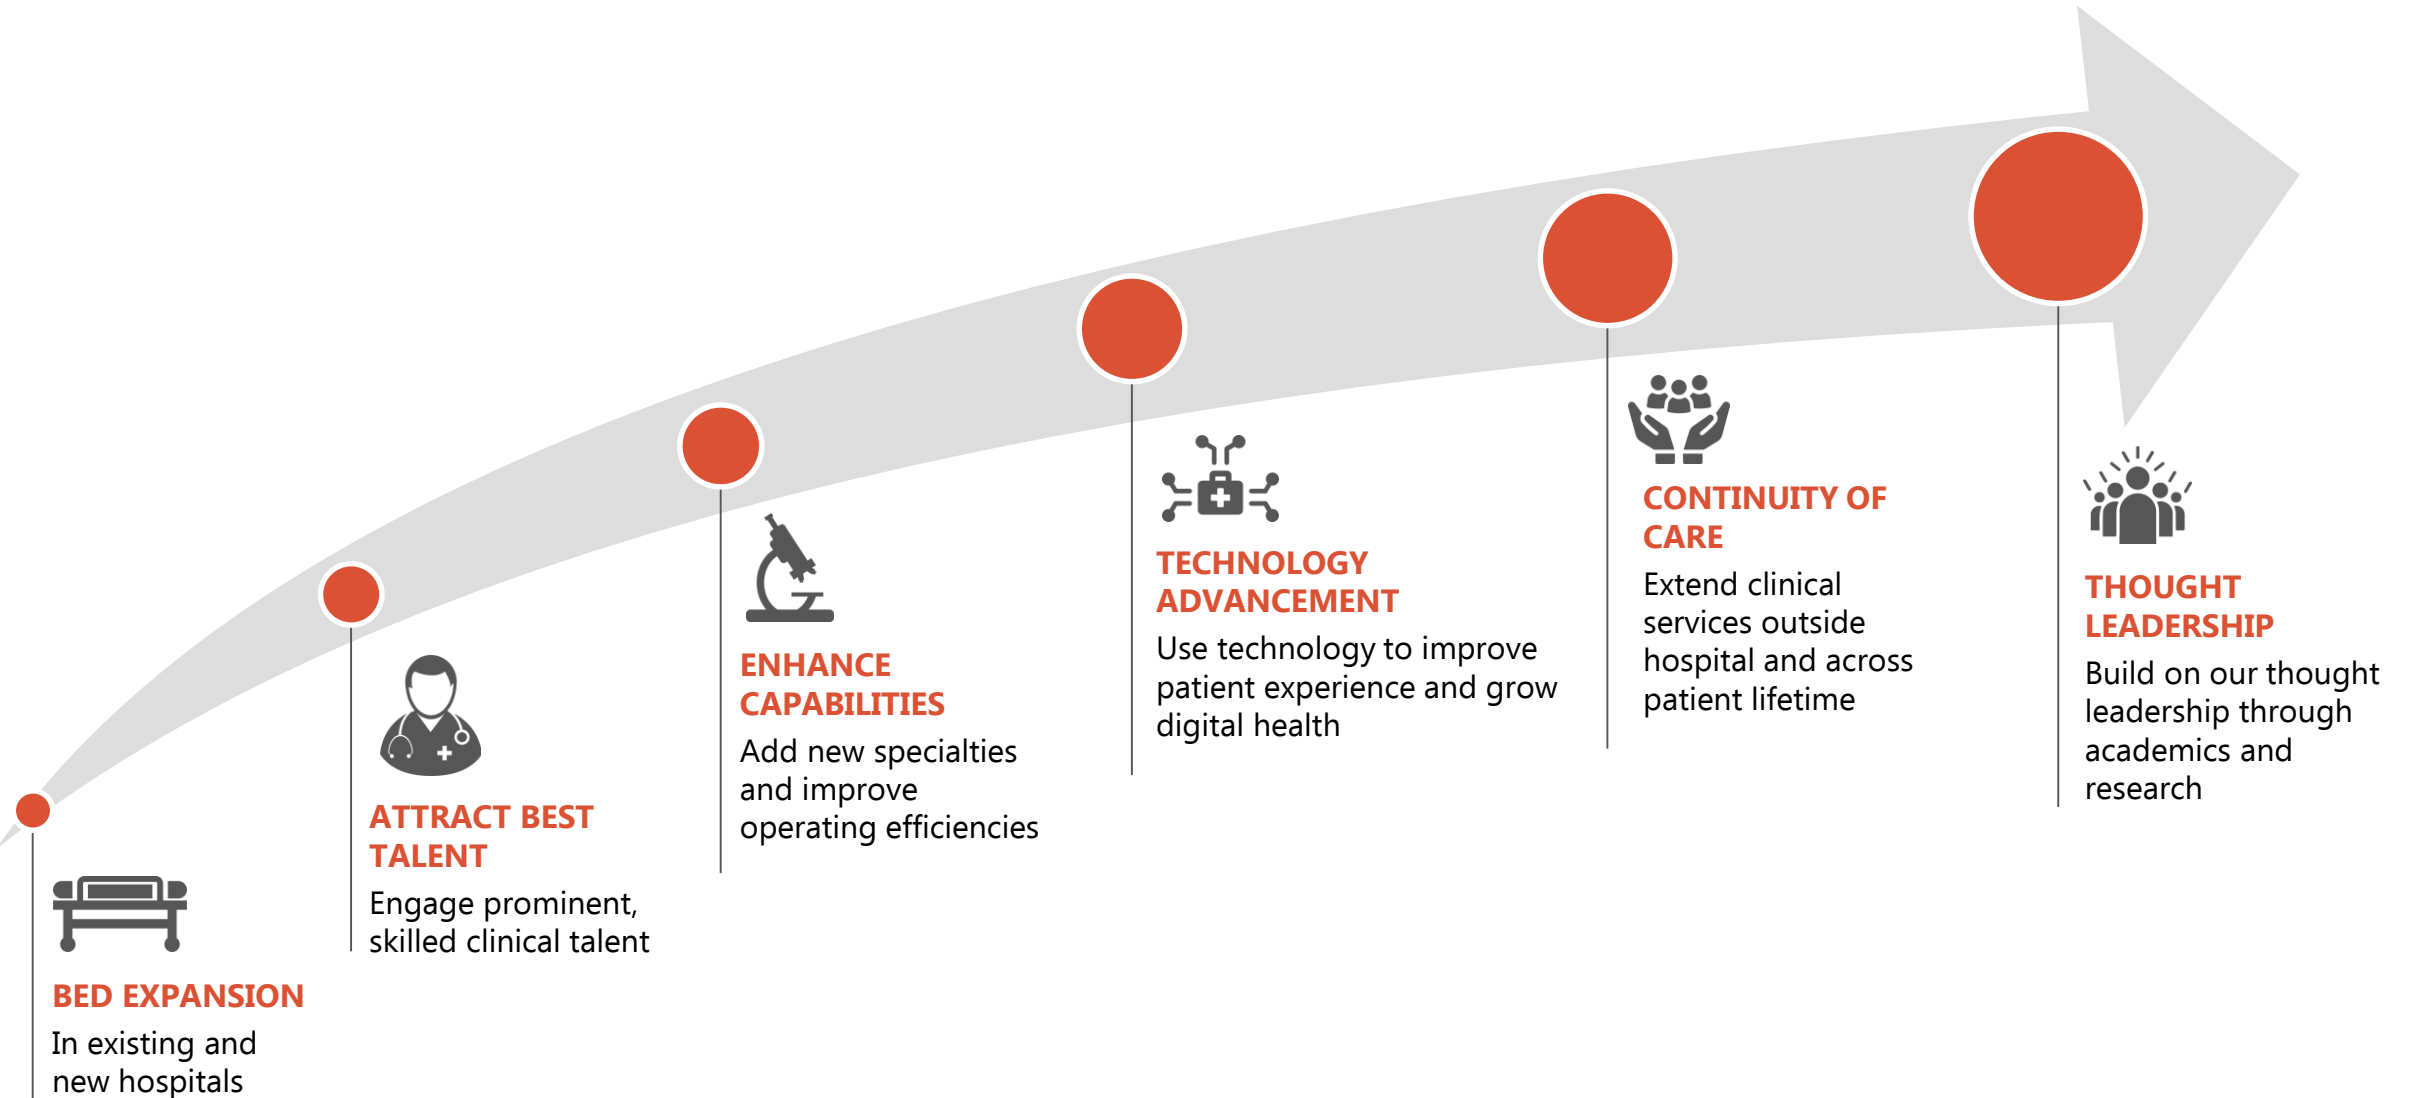 BED EXPANSION
In existing and
new hospitals
ATTRACT BEST
TALENT
Engage prominent,
skilled clinical talent
ENHANCE
CAPABILITIES
Add new specialties
and improve
operating efficiencies
TECHNOLOGY
ADVANCEMENT
Use technology to improve
patient experience and grow
digital health
CONTINUITY OF
CARE
Extend clinical
services outside
hospital and across
patient lifetime
THOUGHT
LEADERSHIP
Build on our thought
leadership through
academics and
research